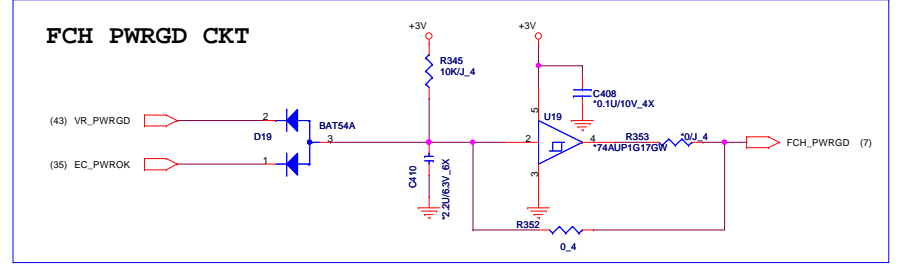 FCH PWRGD CKT
+3V
+3V
R345
10K/J_4
C408
*0.1U/10V_4X
(43) VR_PWRGD
2
D19
BAT54A
3
(35) EC_PWROK
1
C410
*2.2U/6.3V_6X
5
U19
2
4
*74AUP1G17GW
3
R353
*0/J_4
FCH_PWRGD (7)
R352
0_4